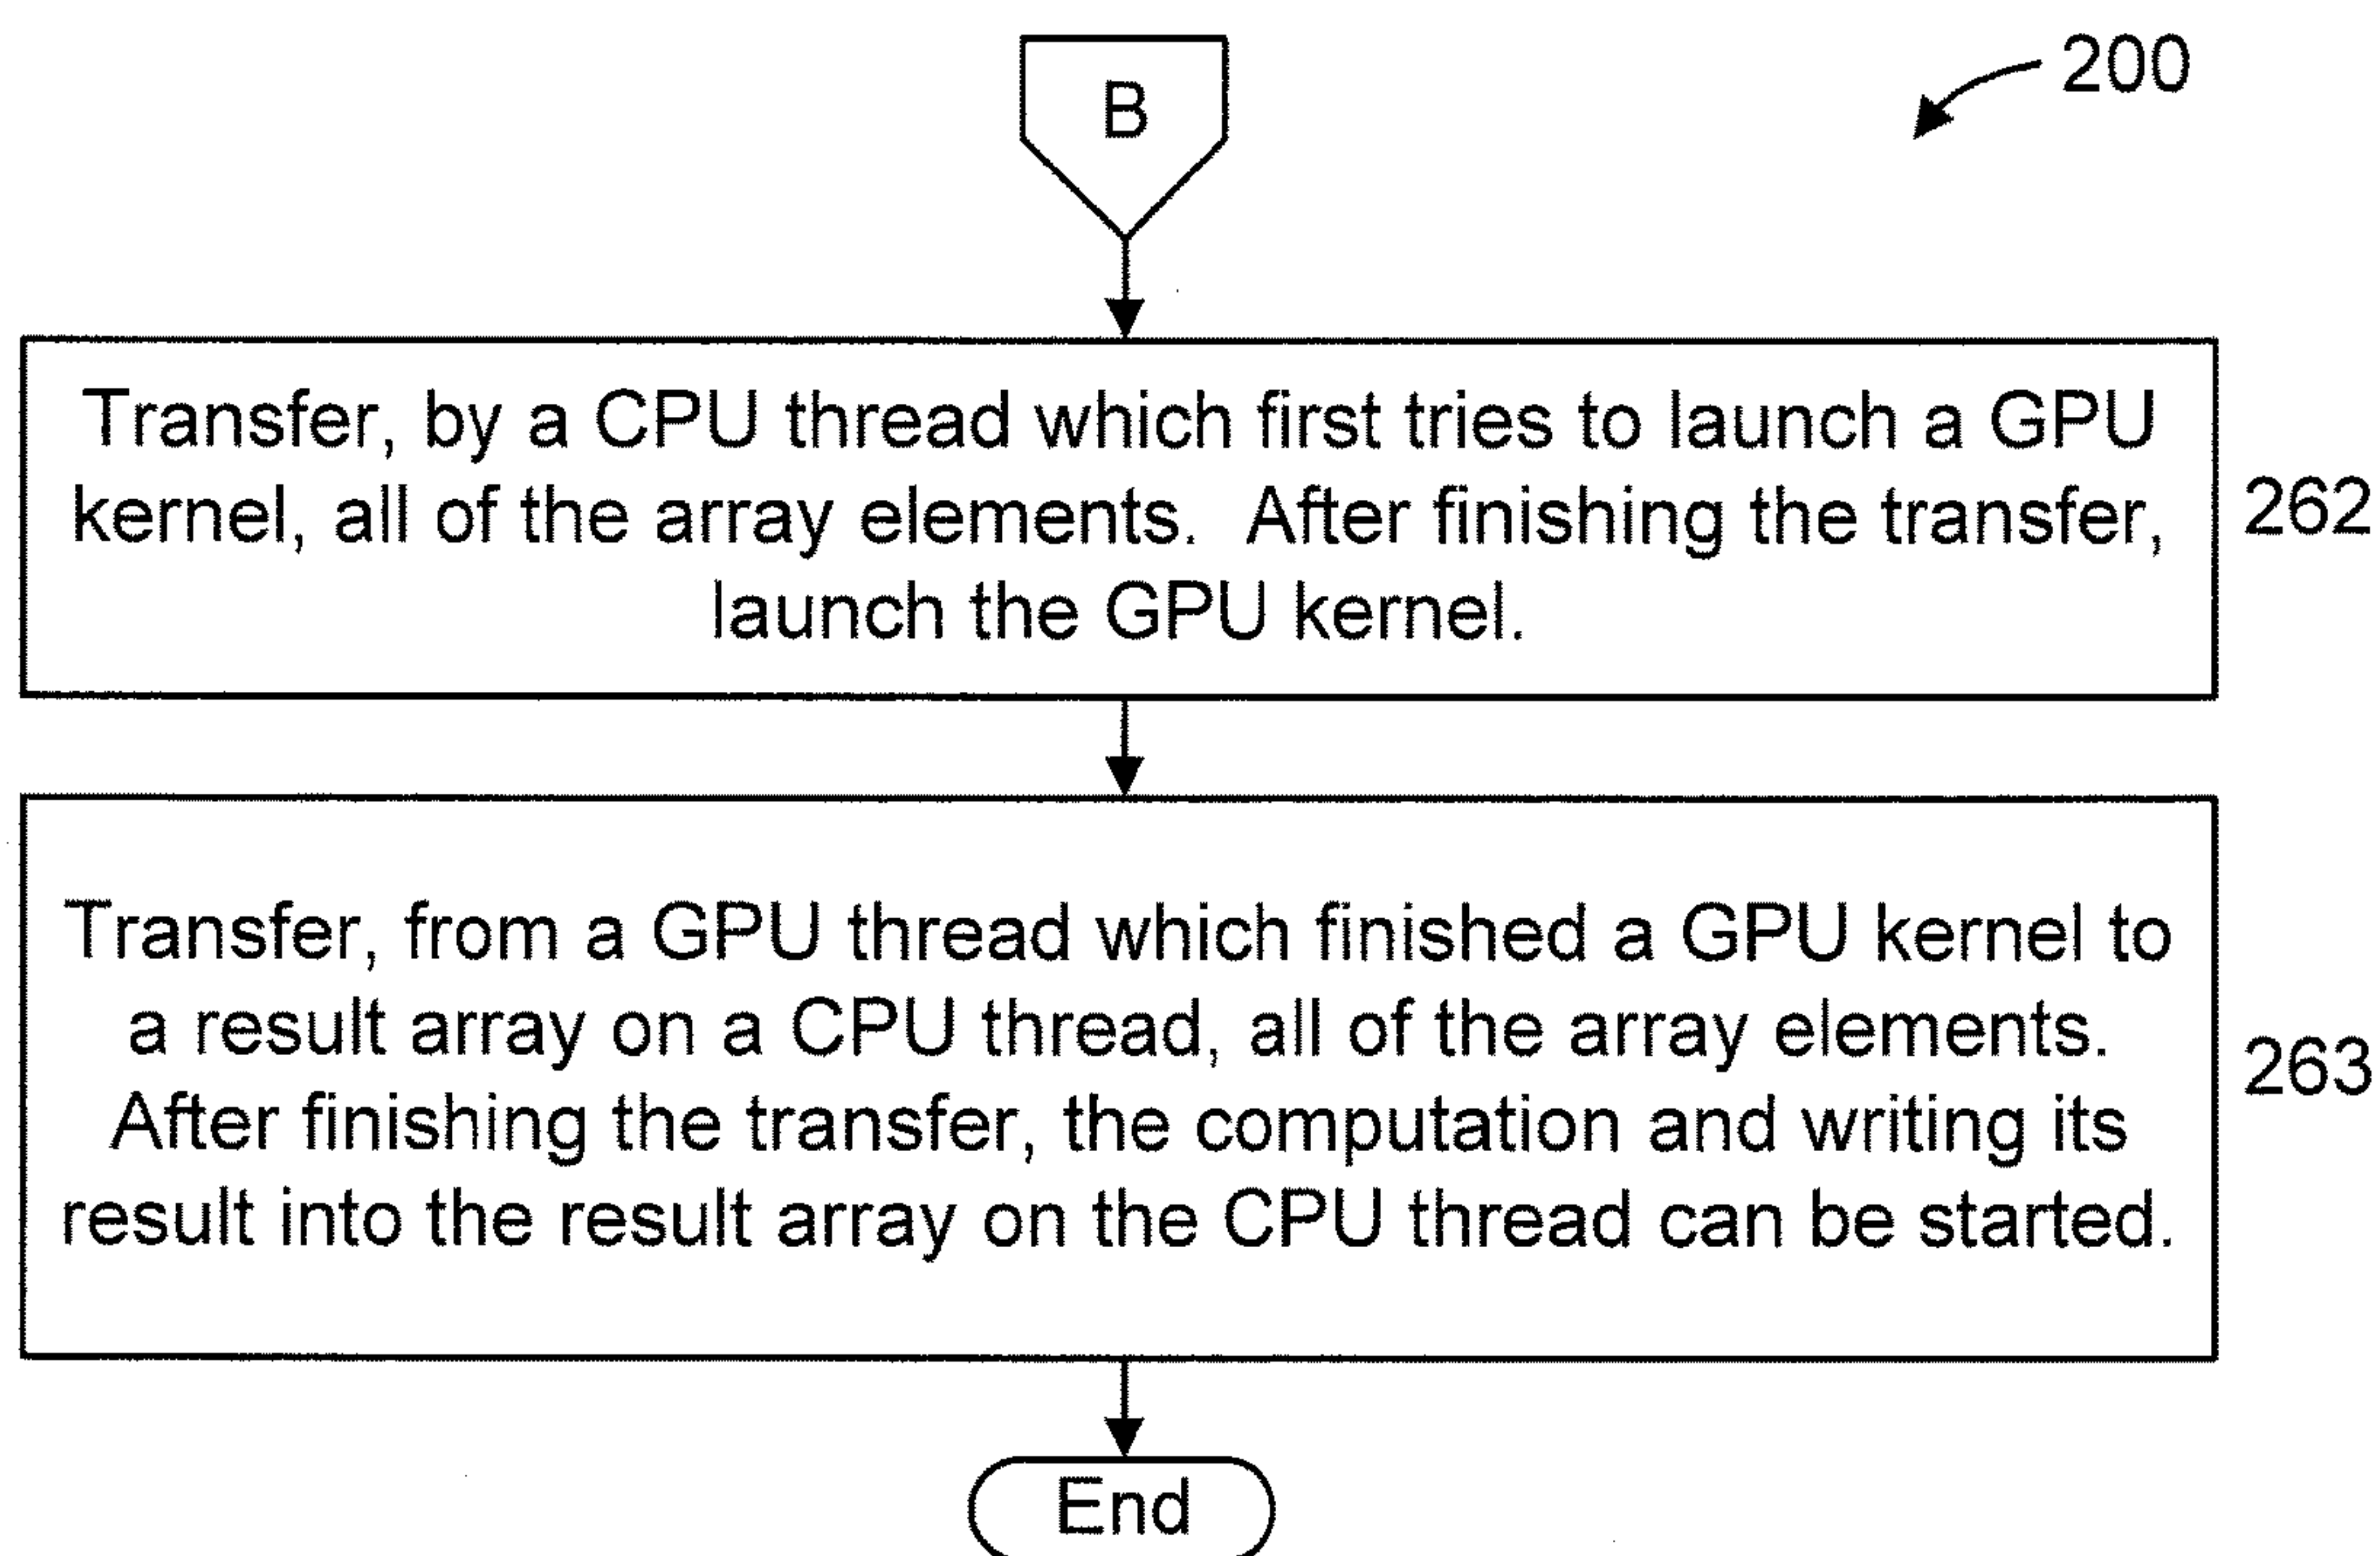 B
200
Transfer, by a CPU thread which first tries to launch a GPU
kernel, all of the array elements.  After finishing the transfer,
launch the GPU kernel.
262
Transfer, from a GPU thread which finished a GPU kernel to
a result array on a CPU thread, all of the array elements.
After finishing the transfer, the computation and writing its
result into the result array on the CPU thread can be started.
263
End